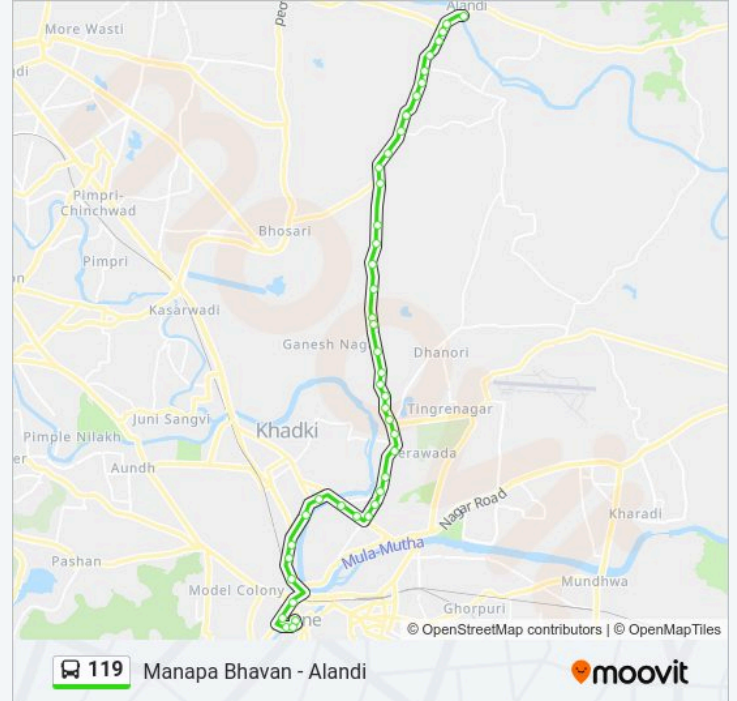 Alandi
More Wasti
Pimpri-
Chinchwad
Bhosari
Pimpri
Kasarwadi
Ganesh Nag
Dhanori
Tingrenagar
Juni Sangvi
Khadki
Pimple Nilakh
erawada
Aundh
Nagar Road
Kharadi
Mula-Mutha
Pashan
Model Colony
Mundhwa
Ghorpuri
© OpenStreetMap contributors | © OpenMapTiles
119 Manapa Bhavan - Alandi
moovit